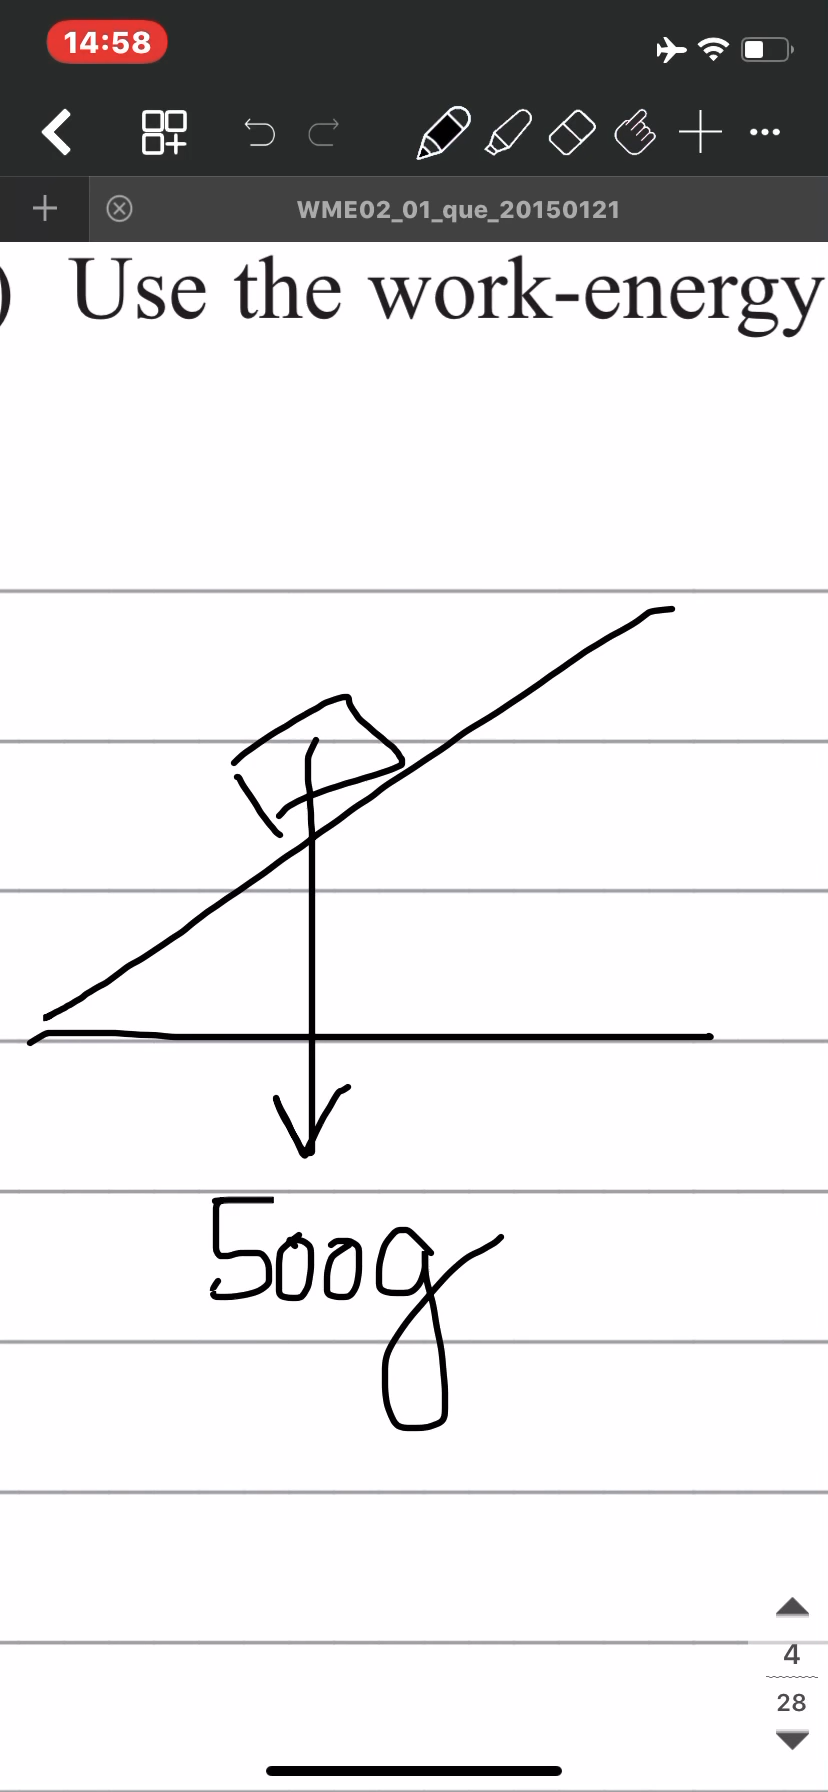 14:58
WME02_01_que_20150121
) Use the work-energy
500g
4
28